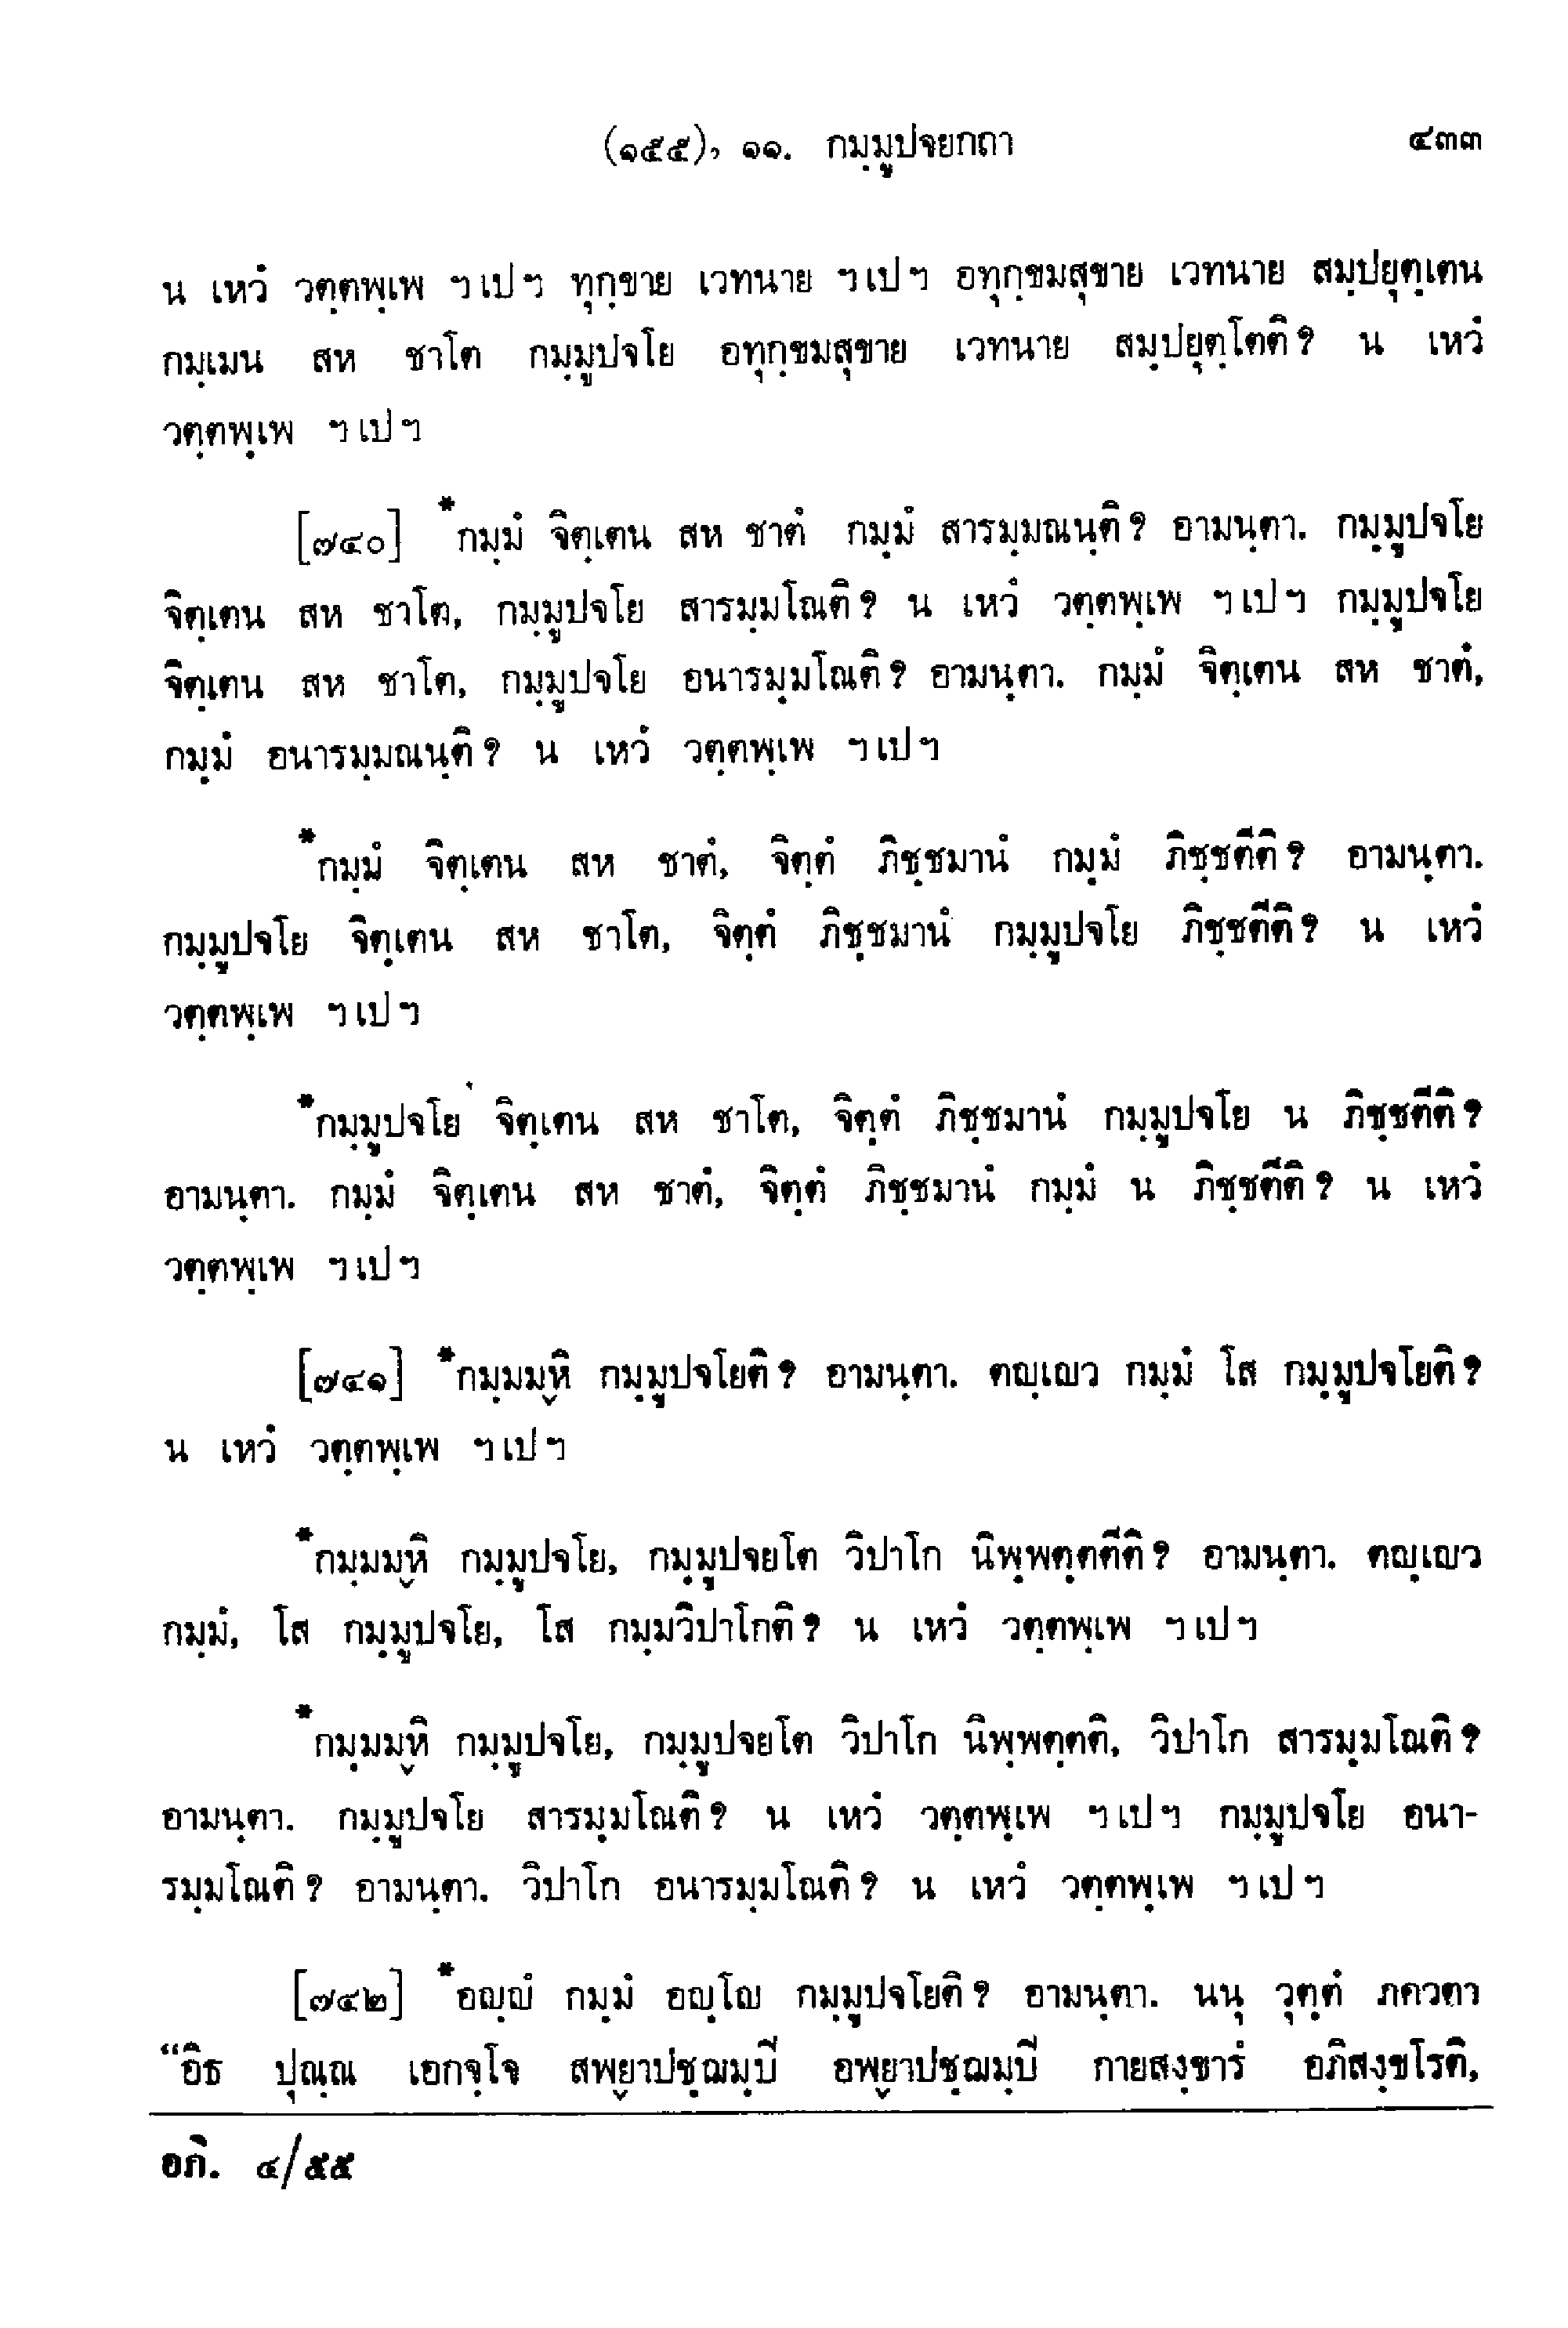 (๑๕๕), ๑๑. กมฺมูปจยกถา ๔๓๓
น เหวํ วตฺตพฺเพ ฯเปฯ ทุกฺขาย เวทนาย ฯเปฯ อทุกฺขมสุขาย เวทนาย สมฺปยุตฺเตน
กมฺเมน สห ชาโต กมฺมูปจโย อทุกฺขมสุขาย เวทนาย สมฺปยุตฺโตติ? น เหวํ
วตฺตพฺเพ ฯเปฯ
[๗๔๐] *กมฺมํ จิตฺเตน สห ชาตํ กมฺมํ สารมฺมณนฺติ? อามนฺตา. กมฺมูปจโย
จิตฺเตน สห ชาโต, กมฺมูปจโย สารมฺมโณติ? น เหวํ วตฺตพฺเพ ฯเปฯ กมฺมูปจโย
จิตฺเตน สห ชาโต, กมฺมูปจโย อนารมฺมโณติ? อามนฺตา. กมฺมํ จิตฺเตน สห ชาตํ,
กมฺมํ อนารมฺมณนฺติ? น เหวํ วตฺตพฺเพ ฯเปฯ
*กมฺมํ จิตฺเตน สห ชาตํ, จิตฺตํ ภิชฺชมานํ กมฺมํ ภิชฺชตีติ? อามนฺตา.
กมฺมูปจโย จิตฺเตน สห ชาโต, จิตฺตํ ภิชฺชมานํ กมฺมูปจโย ภิชฺชตีติ? น เหวํ
วตฺตพฺเพ ฯเปฯ
*กมฺมูปจโย จิตฺเตน สห ชาโต, จิตฺตํ ภิชฺชมานํ กมฺมูปจโย น ภิชฺชตีติ?
อามนฺตา. กมฺมํ จิตฺเตน สห ชาตํ, จิตฺตํ ภิชฺชมานํ กมฺมํ น ภิชฺชตีติ? น เหวํ
วตฺตพฺเพ ฯเปฯ
[๗๔๑] *กมฺมมฺหิ กมฺมูปจโยติ? อามนฺตา. ตญฺเญว กมฺมํ โส กมฺมูปจโยติ?
น เหวํ วตฺตพฺเพ ฯเปฯ
*กมฺมมฺหิ กมฺมูปจโย, กมฺมูปจยโต วิปาโก นิพฺพตฺตตีติ? อามนฺตา. ตญฺเญว
กมฺมํ, โส กมฺมูปจโย, โส กมฺมวิปาโกติ? น เหวํ วตฺตพฺเพ ฯเปฯ
*กมฺมมฺหิ กมฺมูปจโย, กมฺมูปจยโต วิปาโก นิพฺพตฺตติ, วิปาโก สารมฺมโณติ?
อามนฺตา. กมฺมูปจโย สารมฺมโณติ? น เหวํ วตฺตพฺเพ ฯเปฯ กมฺมูปจโย อนา-
รมฺมโณติ? อามนฺตา. วิปาโก อนารมฺมโณติ? น เหวํ วตฺตพฺเพ ฯเปฯ
[๗๔๒] *อญฺญํ กมฺมํ อญฺโญ กมฺมูปจโยติ? อามนฺตา. นนุ วุตฺตํ ภควตา
“อิธ ปุณฺณ เอกจฺโจ สพฺยาปชฺฌมฺปิ อพฺยาปชฺฌมฺปิ กายสงฺขารํ อภิสงฺขโรติ,
อภิ. ๔/๕๕